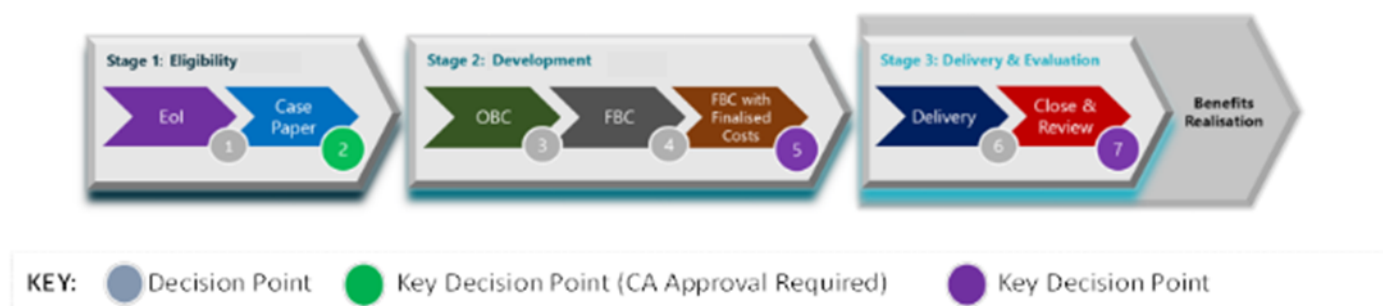 Stage 1: Eligibility
EoI
1
Case
Paper
2
Stage 2: Development
OBC
3
FBC
4
FBC with
Finalised
Costs
5
Stage 3: Delivery & Evaluation
Delivery
6
Close &
Review
7
Benefits
Realisation
KEY: Decision Point Key Decision Point (CA Approval Required) Key Decision Point